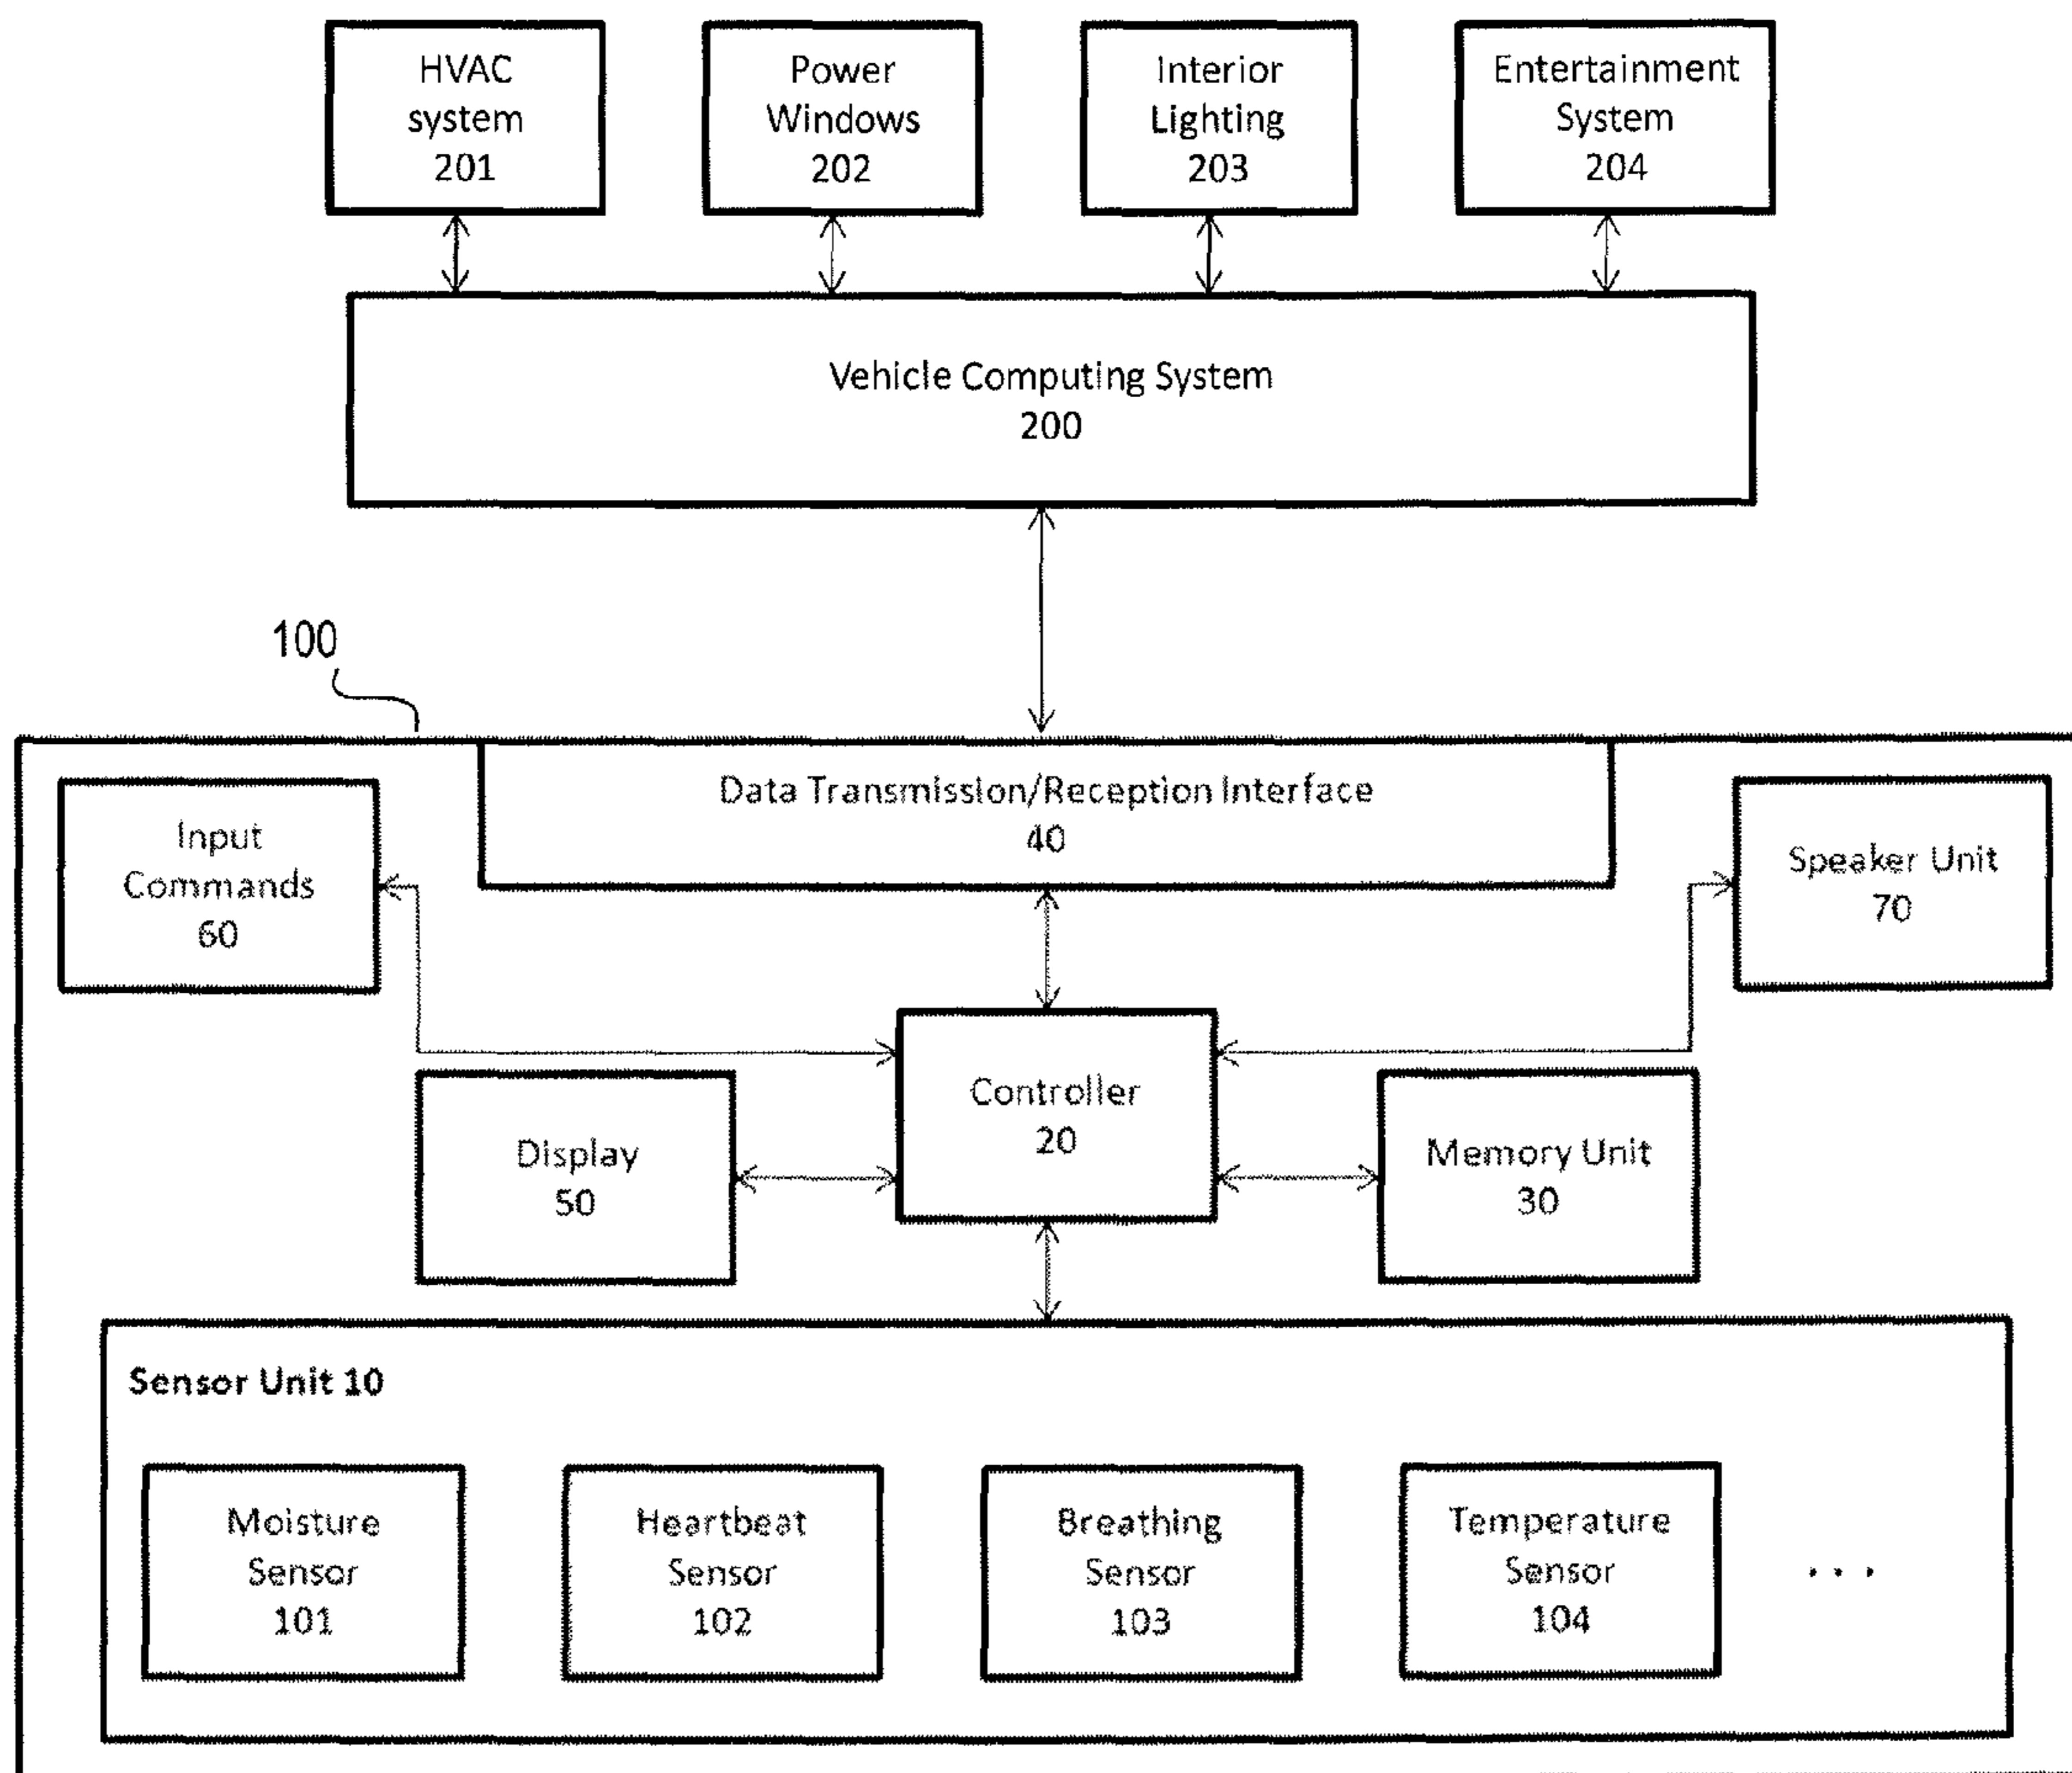 HVAC
system
201
Power
Windows
202
Interior
Lighting
203
Entertainment
System
204
Vehicle Computing System
200
100
Data Transmission/Reception Interface
40
Input
Commands
60
Speaker Unit
70
Controller
20
Display
50
Memory Unit
30
Sensor Unit 10
Moisture
Sensor
101
Heartbeat
Sensor
102
Breathing
Sensor
103
Temperature
Sensor
104
...